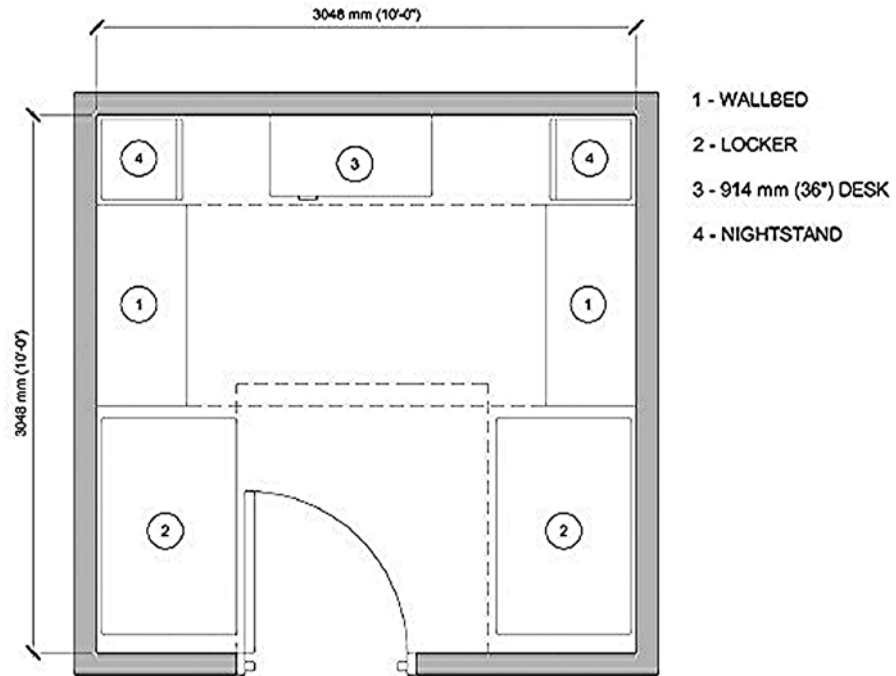 3048 mm (10'-0")
1 - WALLBED
2 - LOCKER
3 - 914 mm (36") DESK
4 - NIGHTSTAND
3048 mm (10'-0")
4
3
4
1
1
2
2